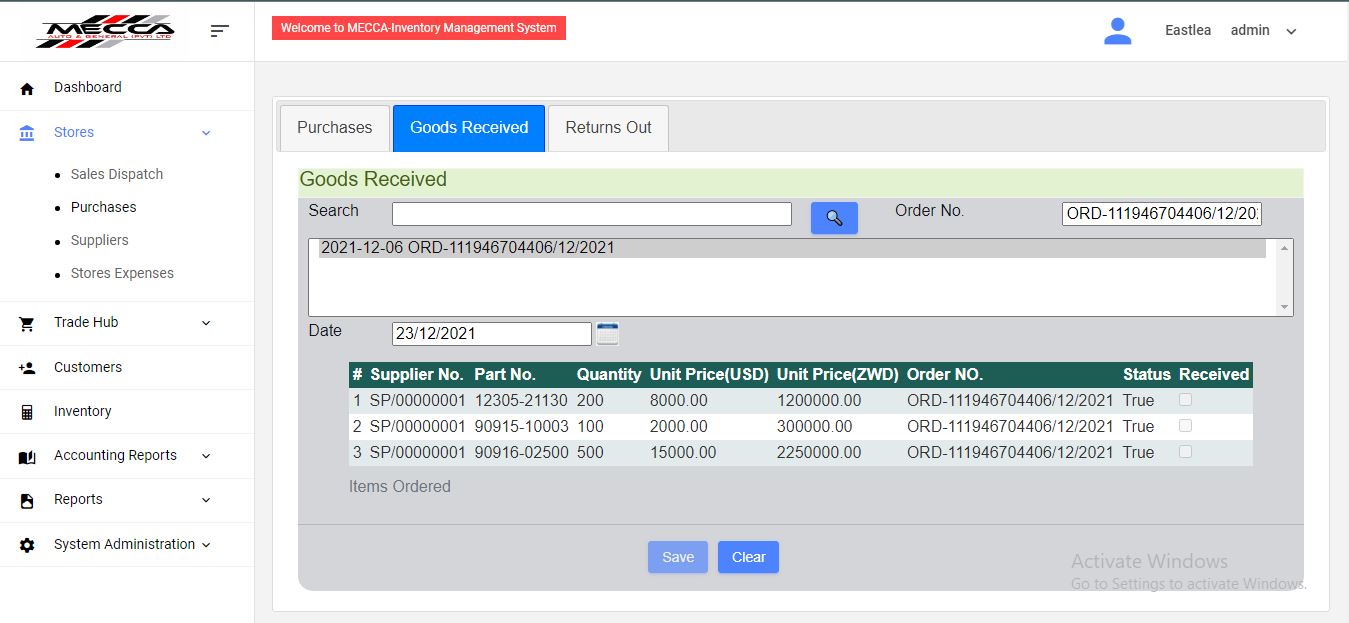 MECCA
AUTO & GENERAL (PVT) LTD
Welcome to MECCA-Inventory Management System
Eastlea admin
Dashboard
Stores
Sales Dispatch
Purchases
Suppliers
Stores Expenses
Trade Hub
Customers
Inventory
Accounting Reports
Reports
System Administration
Purchases Goods Received Returns Out
Goods Received
Search Order No. ORD-111946704406/12/202
2021-12-06 ORD-111946704406/12/2021
Date 23/12/2021
# Supplier No. Part No. Quantity Unit Price(USD) Unit Price(ZWD) Order NO. Status Received
1 SP/00000001 12305-21130 200 8000.00 1200000.00 ORD-111946704406/12/2021 True
2 SP/00000001 90915-10003 100 2000.00 300000.00 ORD-111946704406/12/2021 True
3 SP/00000001 90916-02500 500 15000.00 2250000.00 ORD-111946704406/12/2021 True
Items Ordered
Save Clear
Activate Windows
Go to Settings to activate Windows.